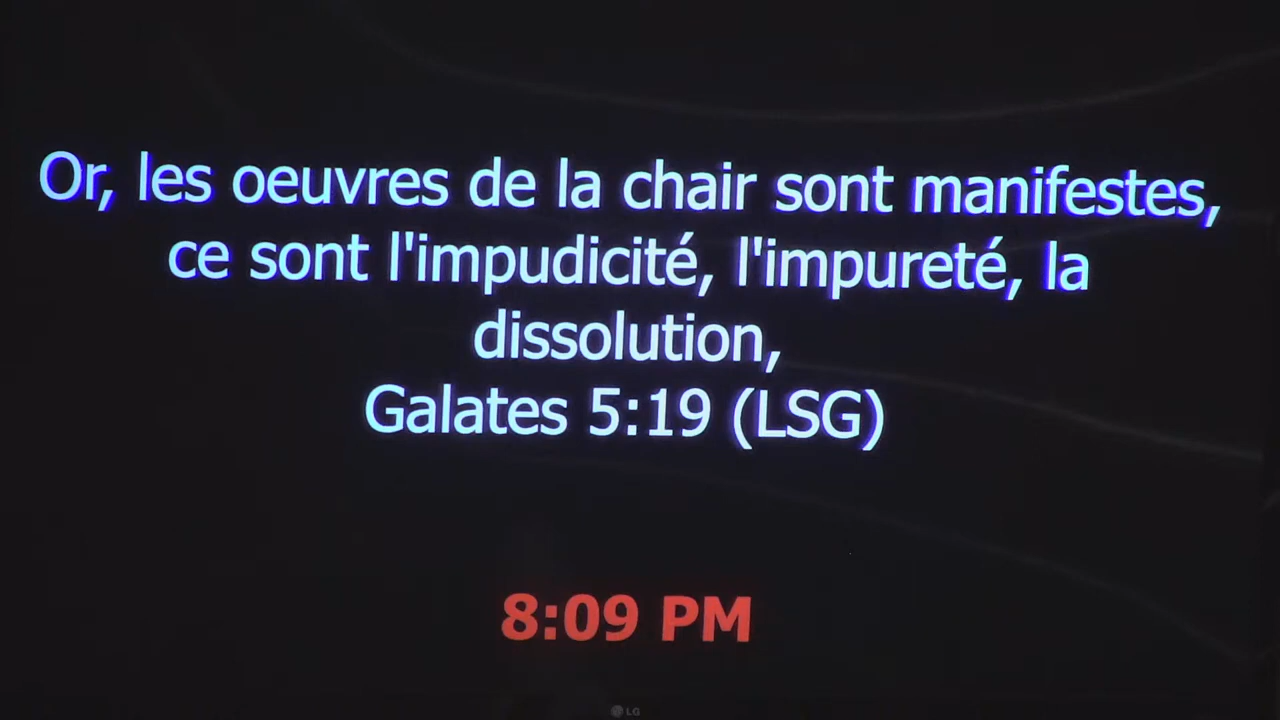 Or, les oeuvres de la chair sont manifestes,
ce sont l'impudicité, l'impureté, la
dissolution,
Galates 5:19 (LSG)
8:09 PM
LG